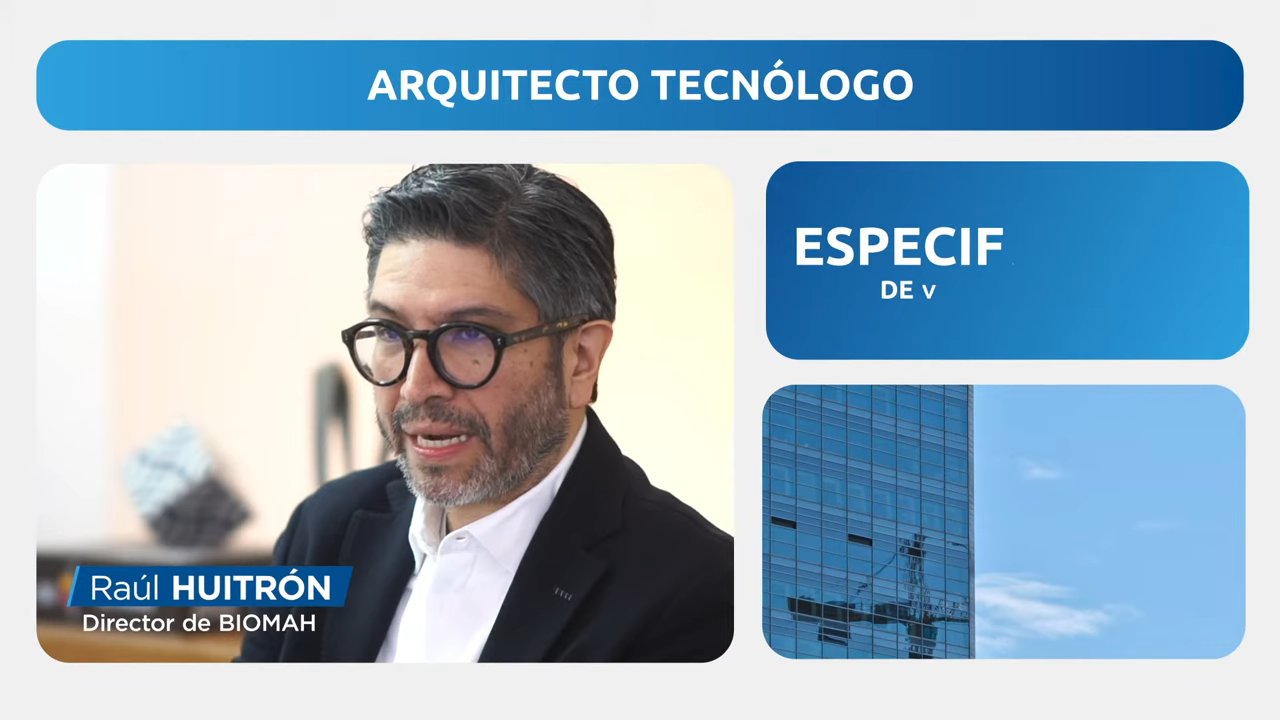 ARQUITECTO TECNÓLOGO
ESPECIF
DE V
Raúl HUITRÓN
Director de BIOMAH